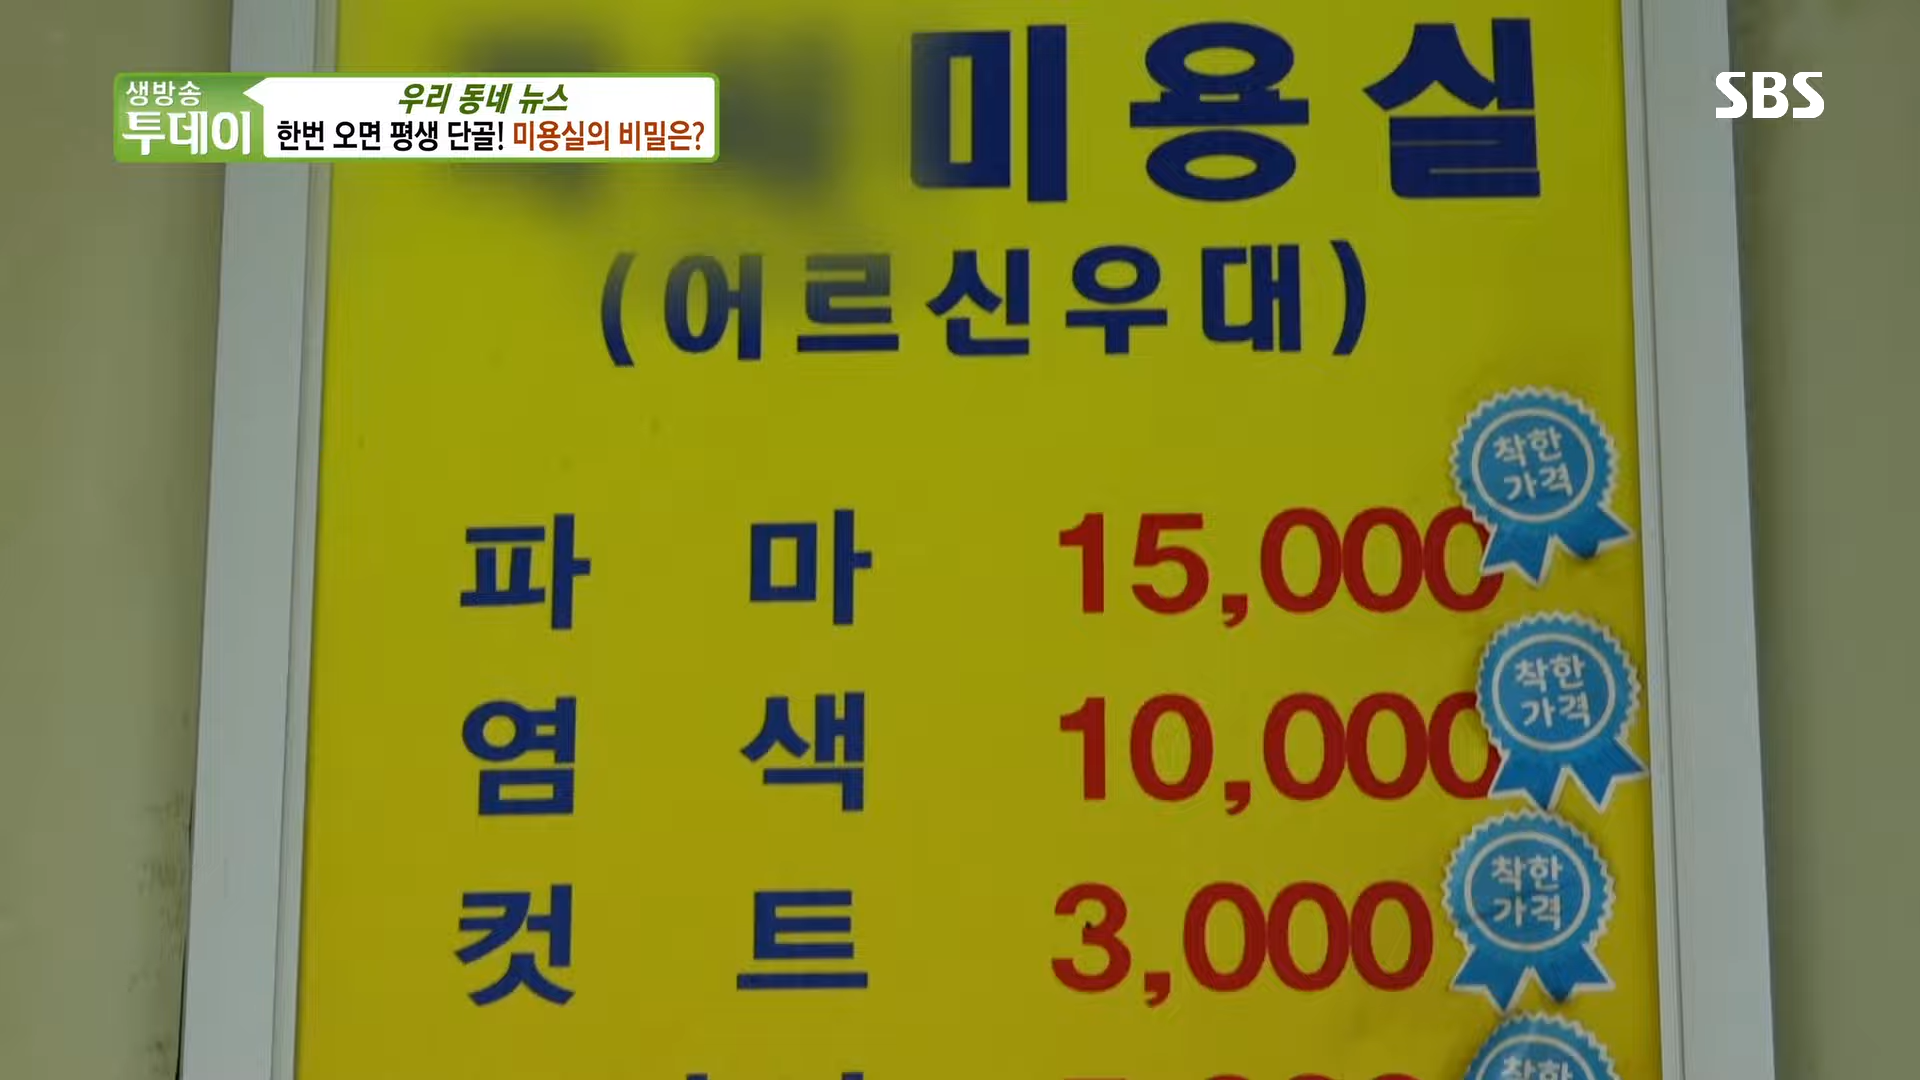 생방송
투데이
우리 동네 뉴스
한번 오면 평생 단골! 미용실의 비밀은?
SBS
미용실
(어르신우대)
착한
가격
파 마 15,000
착한
가격
염 색 10,000
착한
가격
컷 트 3,000
착한